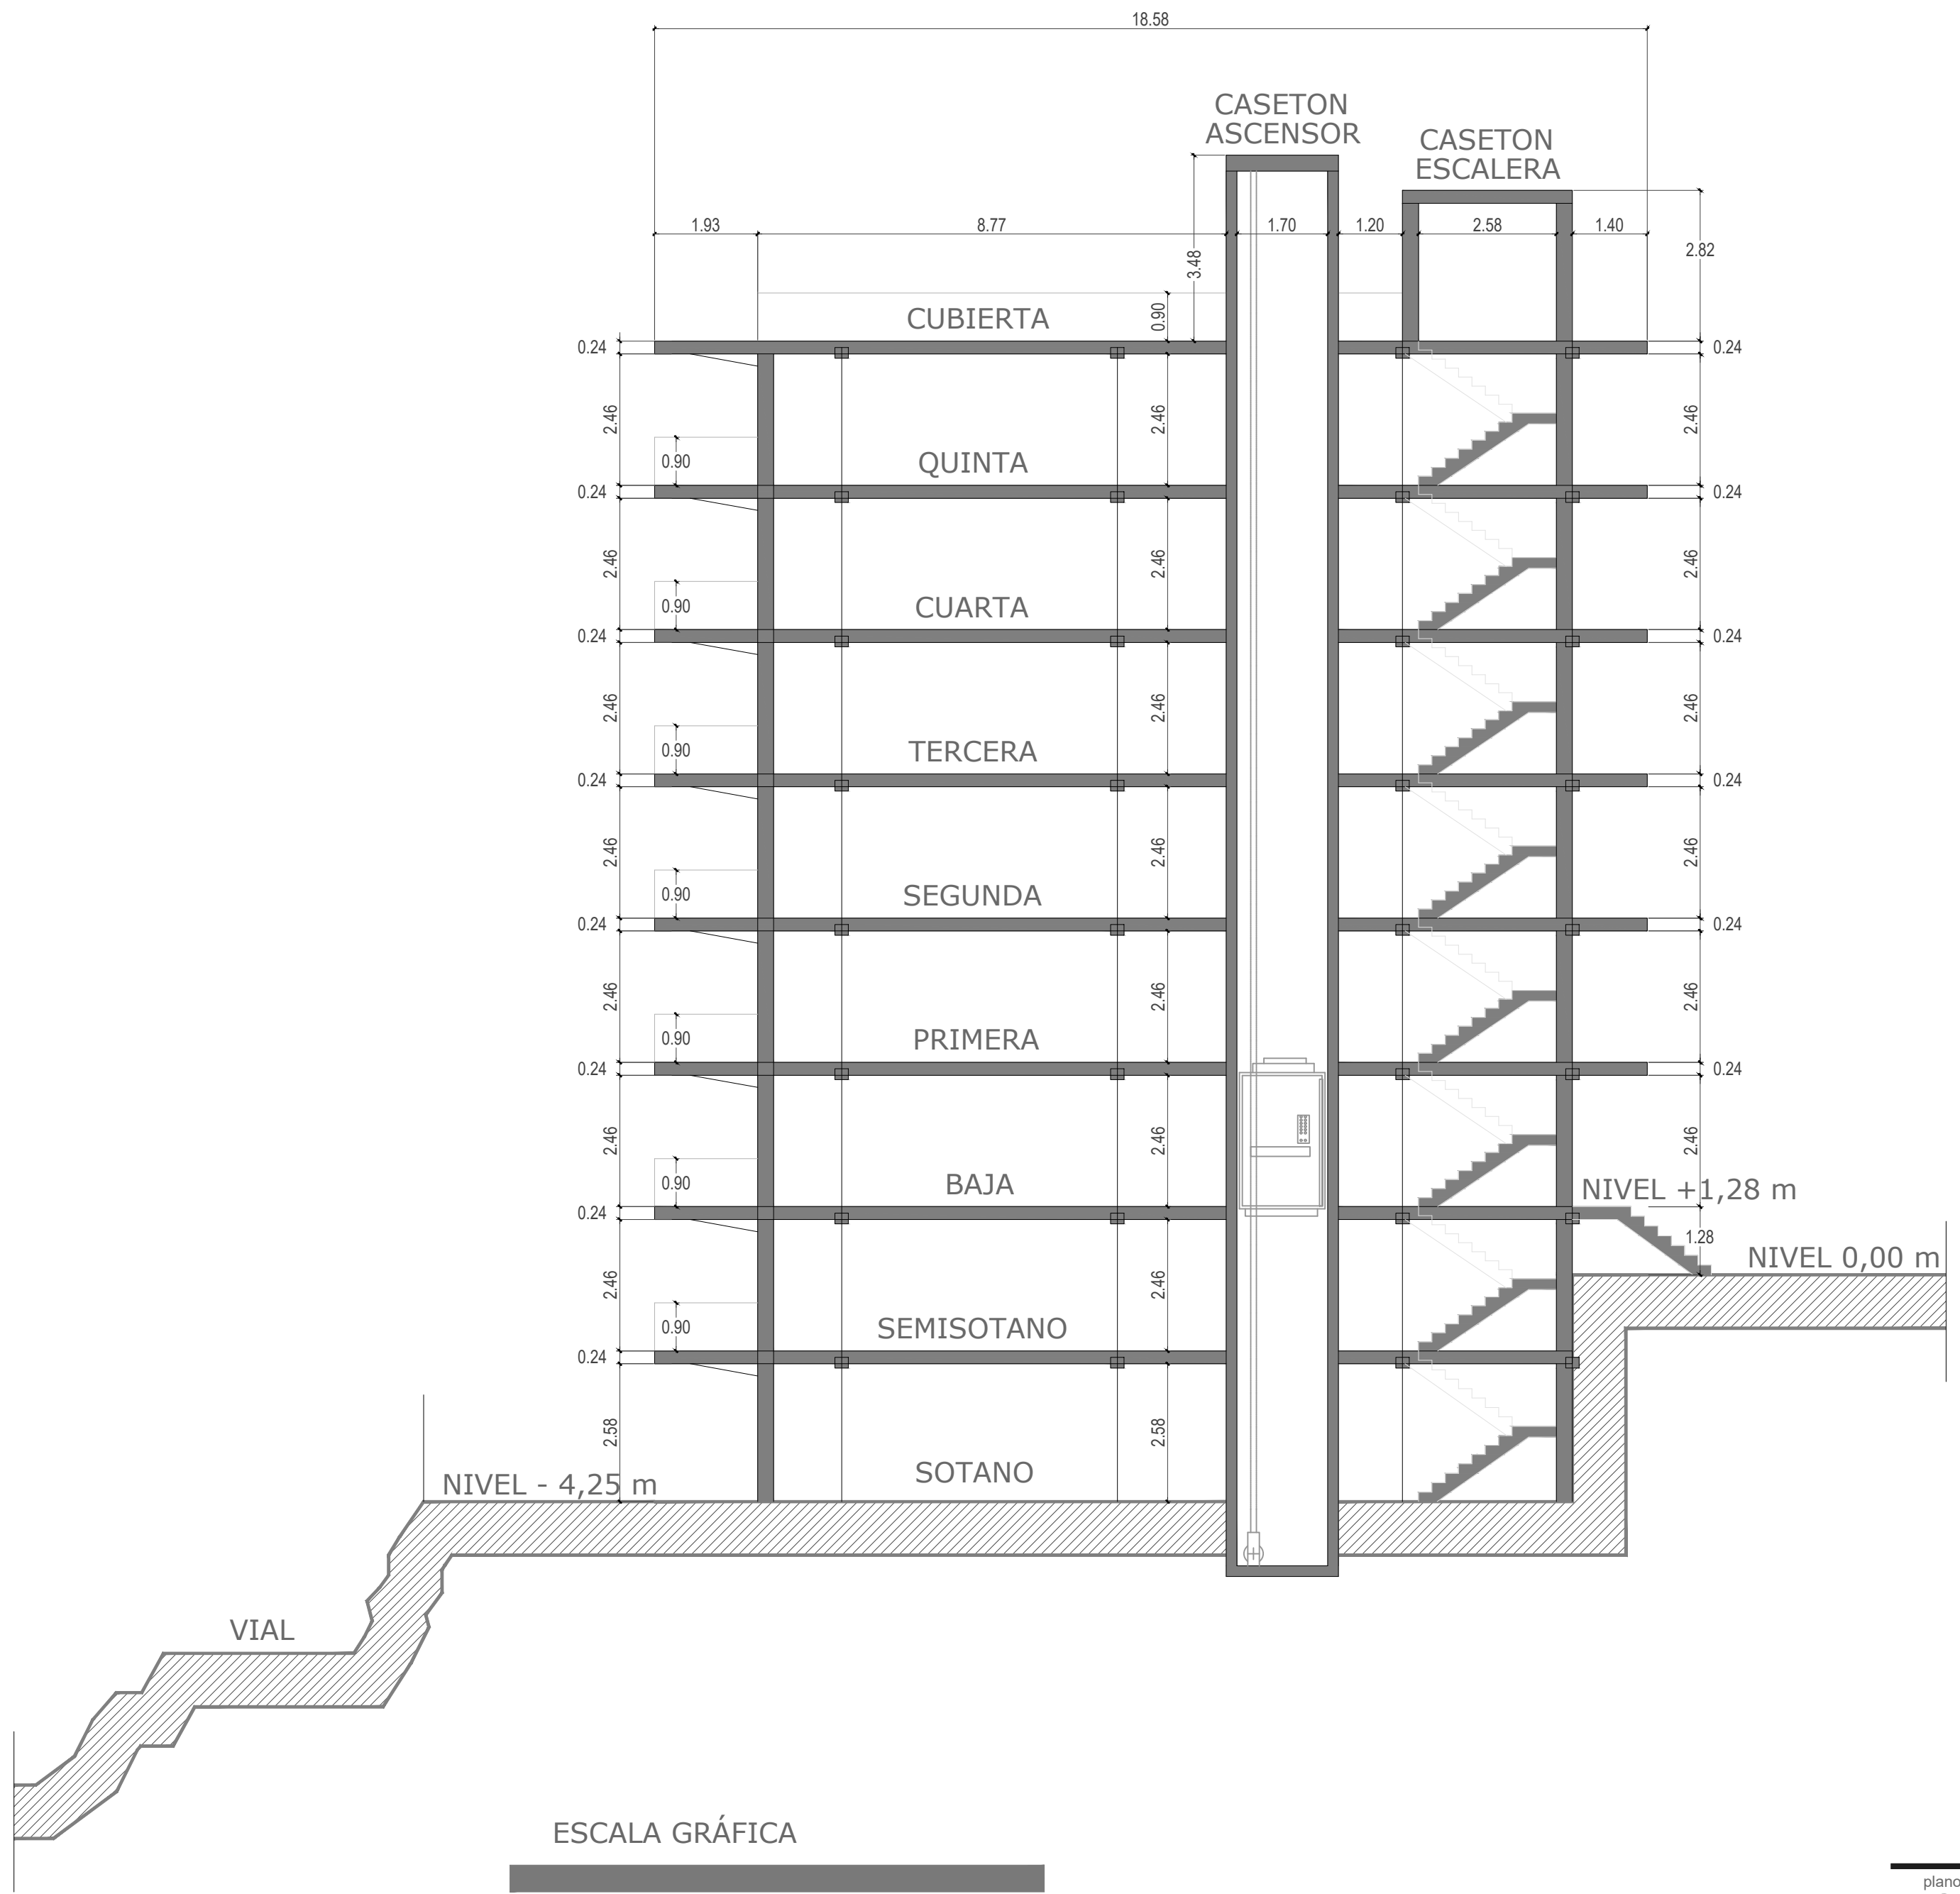 18.58
CASETON
ASCENSOR
CASETON
ESCALERA
1.93
8.77
1.70
1.20
2.58
1.40
2.82
3.48
0.90
CUBIERTA
0.24
0.24
2.46
2.46
2.46
0.90
QUINTA
0.24
0.24
2.46
2.46
2.46
0.90
CUARTA
0.24
0.24
2.46
2.46
2.46
0.90
TERCERA
0.24
0.24
2.46
2.46
2.46
0.90
SEGUNDA
0.24
0.24
2.46
2.46
2.46
0.90
PRIMERA
0.24
0.24
2.46
2.46
2.46
0.90
BAJA
NIVEL +1,28 m
0.24
1.28
NIVEL 0,00 m
2.46
2.46
0.90
SEMISOTANO
0.24
2.58
2.58
SOTANO
NIVEL - 4,25 m
VIAL
ESCALA GRÁFICA
plano